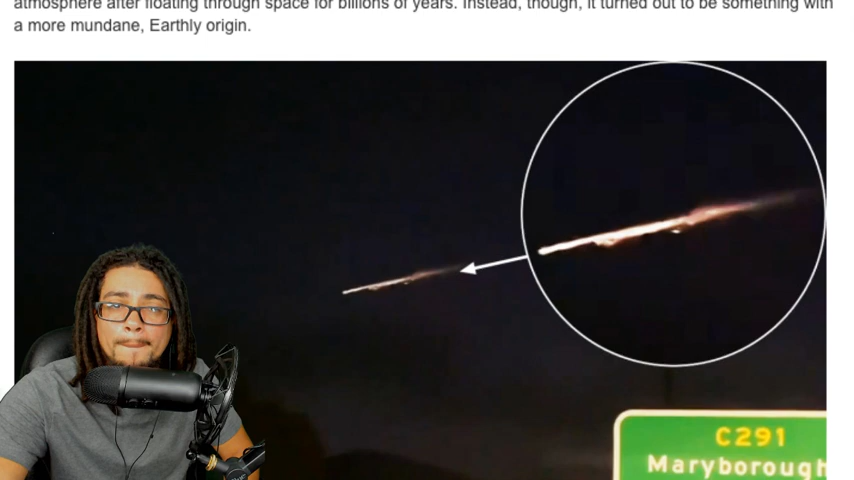 atmosphere after floating through space for billions of years. Instead, though, it turned out to be something with
a more mundane, Earthly origin.
C291
Maryborough